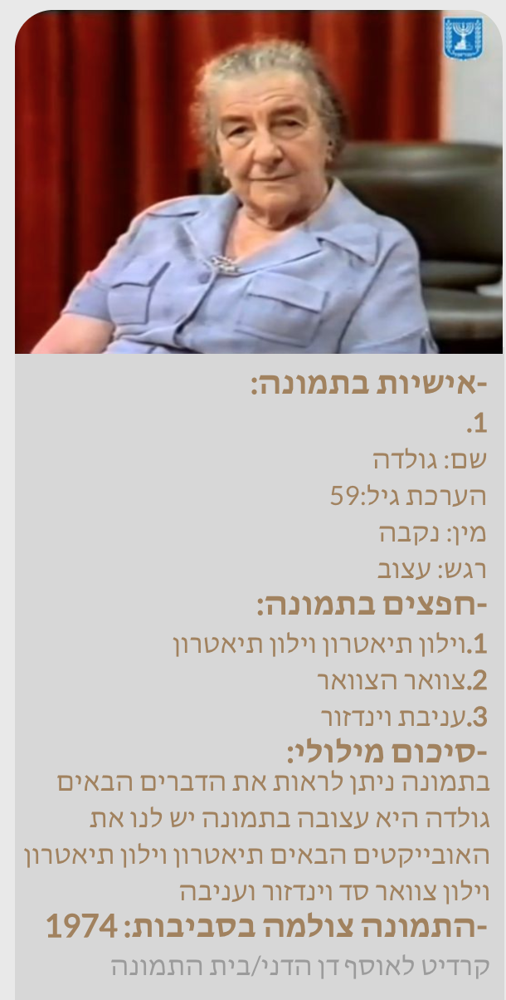 -אישיות בתמונה:
1.
שם: גולדה
הערכת גיל:59
מין: נקבה
רגש: עצוב
-חפצים בתמונה:
1.וילון תיאטרון וילון תיאטרון
2.צוואר הצוואר
3.עניבת וינדזור
-סיכום מילולי:
בתמונה ניתן לראות את הדברים הבאים
גולדה היא עצובה בתמונה יש לנו את
האובייקטים הבאים תיאטרון וילון תיאטרון
וילון צוואר סד וינדזור ועניבה
-התמונה צולמה בסביבות: 1974
קרדיט לאוסף דן הדני/בית התמונה